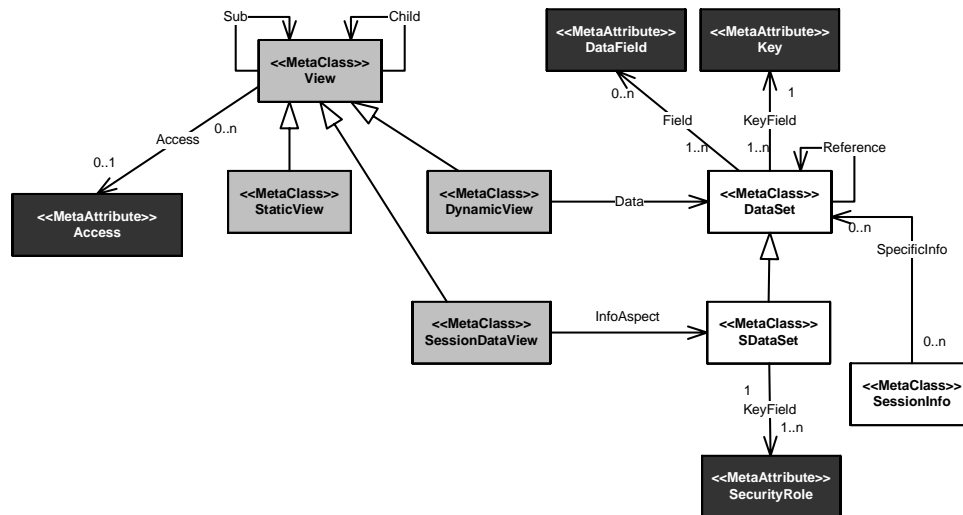 Sub
Child
<<MetaClass>>
View
<<MetaAttribute>>
DataField
<<MetaAttribute>>
Key
0..n
1
Access
0..n
0..1
Field
1..n
KeyField
1..n
Reference
<<MetaAttribute>>
Access
<<MetaClass>>
StaticView
<<MetaClass>>
DynamicView
Data
<<MetaClass>>
DataSet
0..n
SpecificInfo
<<MetaClass>>
SessionDataView
InfoAspect
<<MetaClass>>
SDataSet
0..n
<<MetaClass>>
SessionInfo
1
KeyField
1..n
<<MetaAttribute>>
SecurityRole